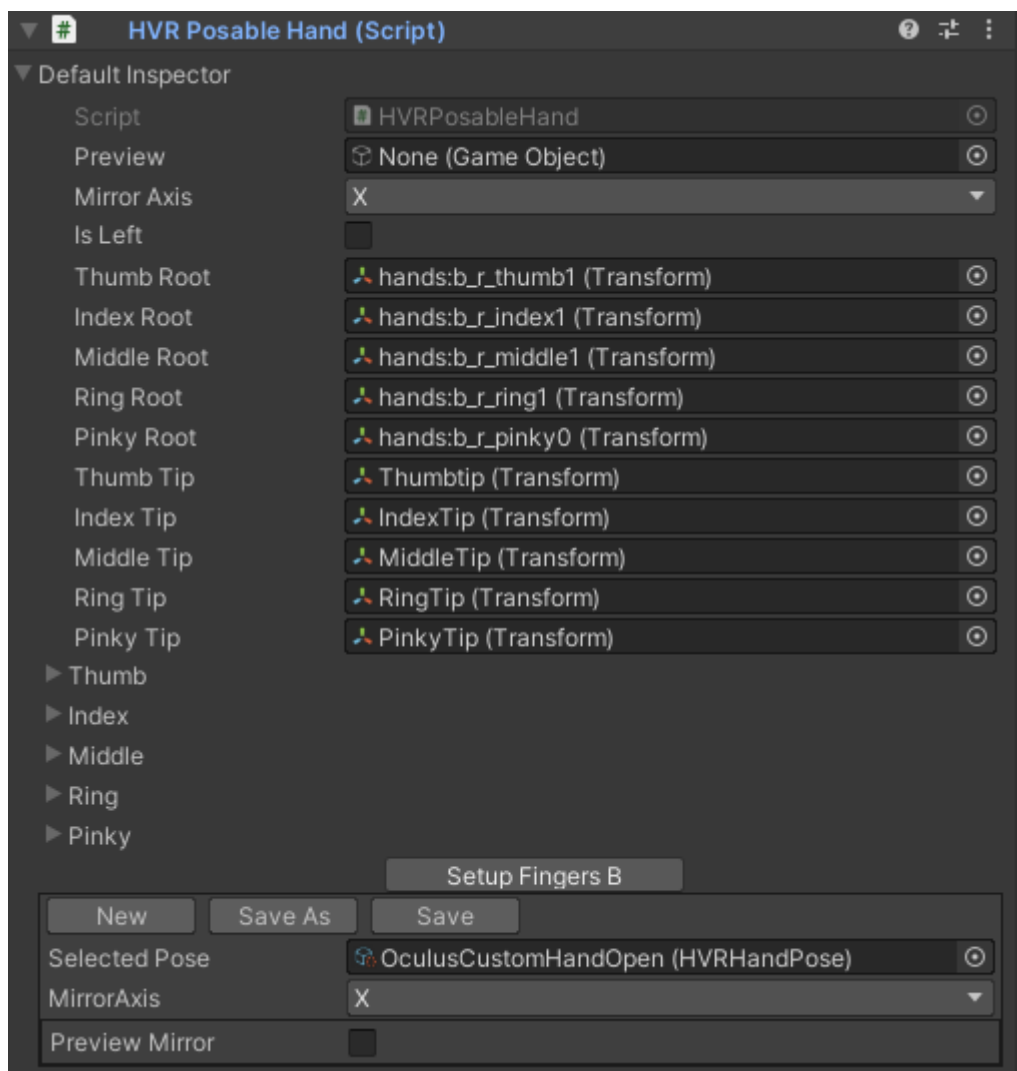 HVR Posable Hand (Script)
Default Inspector
Script HVRPosableHand
Preview None (Game Object)
Mirror Axis X
Is Left
Thumb Root hands:b_r_thumb1 (Transform)
Index Root hands:b_r_index1 (Transform)
Middle Root hands:b_r_middle1 (Transform)
Ring Root hands:b_r_ring1 (Transform)
Pinky Root hands:b_r_pinky0 (Transform)
Thumb Tip Thumbtip (Transform)
Index Tip IndexTip (Transform)
Middle Tip MiddleTip (Transform)
Ring Tip RingTip (Transform)
Pinky Tip PinkyTip (Transform)
Thumb
Index
Middle
Ring
Pinky
Setup Fingers B
New Save As Save
Selected Pose OculusCustomHandOpen (HVRHandPose)
MirrorAxis X
Preview Mirror